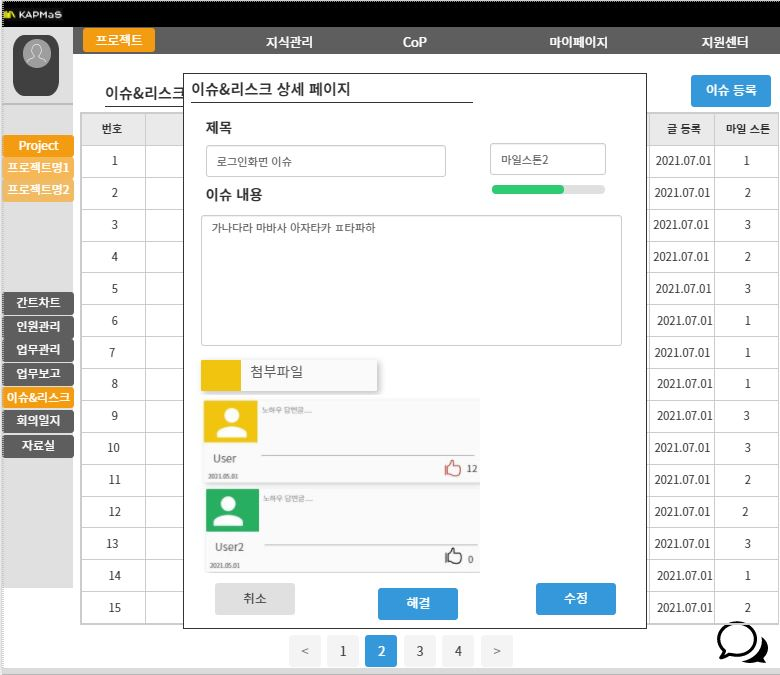 KAPMaS
프로젝트 지식관리 CoP 마이페이지 지원센터
이슈&리스크
이슈 등록
Project
프로젝트명1
프로젝트명2
간트차트
인원관리
업무관리
업무보고
이슈&리스크
회의일지
자료실
번호 글 등록 마일 스톤
1 2021.07.01 1
2 2021.07.01 2
3 2021.07.01 3
4 2021.07.01 2
5 2021.07.01 3
6 2021.07.01 1
7 2021.07.01 1
8 2021.07.01 1
9 2021.07.01 3
10 2021.07.01 3
11 2021.07.01 2
12 2021.07.01 2
13 2021.07.01 3
14 2021.07.01 1
15 2021.07.01 2
이슈&리스크 상세 페이지
제목
로그인화면 이슈
마일스톤2
이슈 내용
가나다라 마바사 아자타카 ㅍ타파하
첨부파일
노하우 답변글....
User
2021.05.01
12
노하우 답변글....
User2
2021.05.01
0
취소 해결 수정
< 1 2 3 4 >